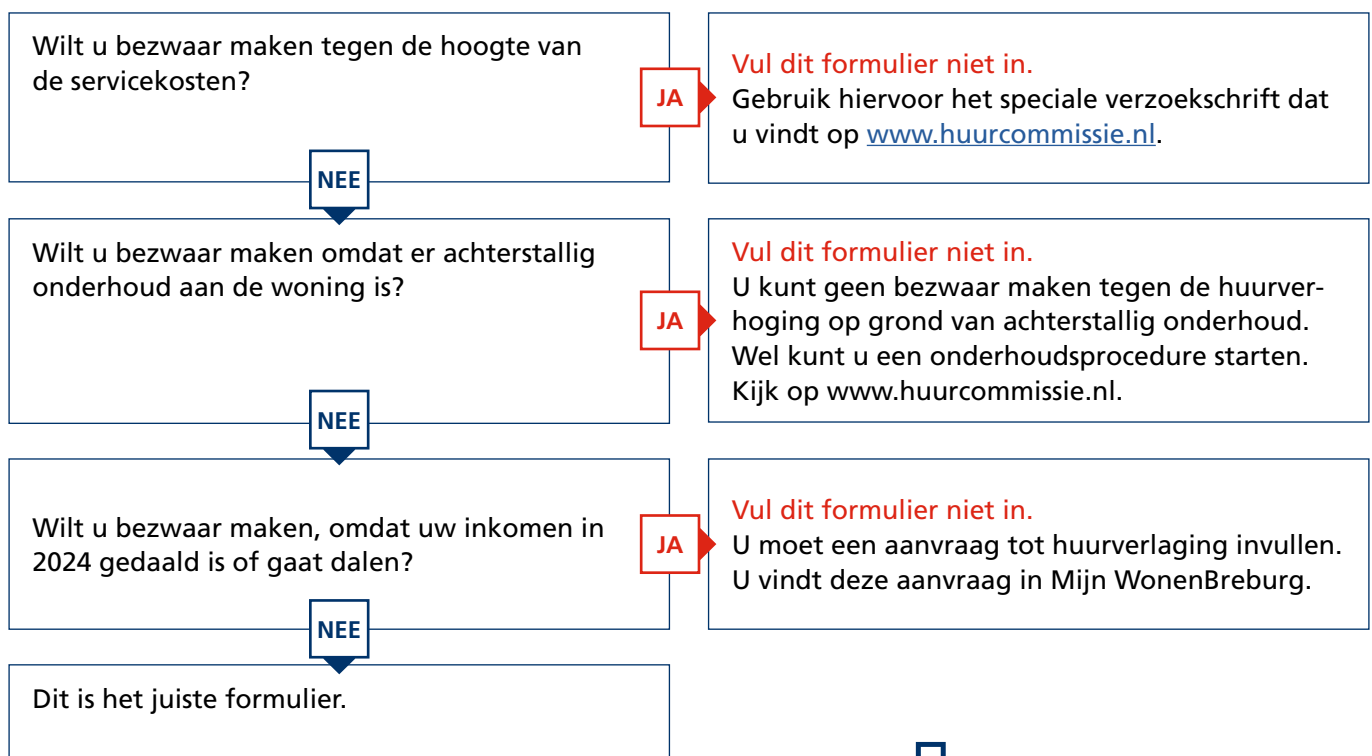 Wilt u bezwaar maken tegen de hoogte van
de servicekosten?
JA
Vul dit formulier niet in.
Gebruik hiervoor het speciale verzoekschrift dat
u vindt op www.huurcommissie.nl.
NEE
Wilt u bezwaar maken omdat er achterstallig
onderhoud aan de woning is?
JA
Vul dit formulier niet in.
U kunt geen bezwaar maken tegen de huurver-
hoging op grond van achterstallig onderhoud.
Wel kunt u een onderhoudsprocedure starten.
Kijk op www.huurcommissie.nl.
NEE
Wilt u bezwaar maken, omdat uw inkomen in
2024 gedaald is of gaat dalen?
JA
Vul dit formulier niet in.
U moet een aanvraag tot huurverlaging invullen.
U vindt deze aanvraag in Mijn WonenBreburg.
NEE
Dit is het juiste formulier.